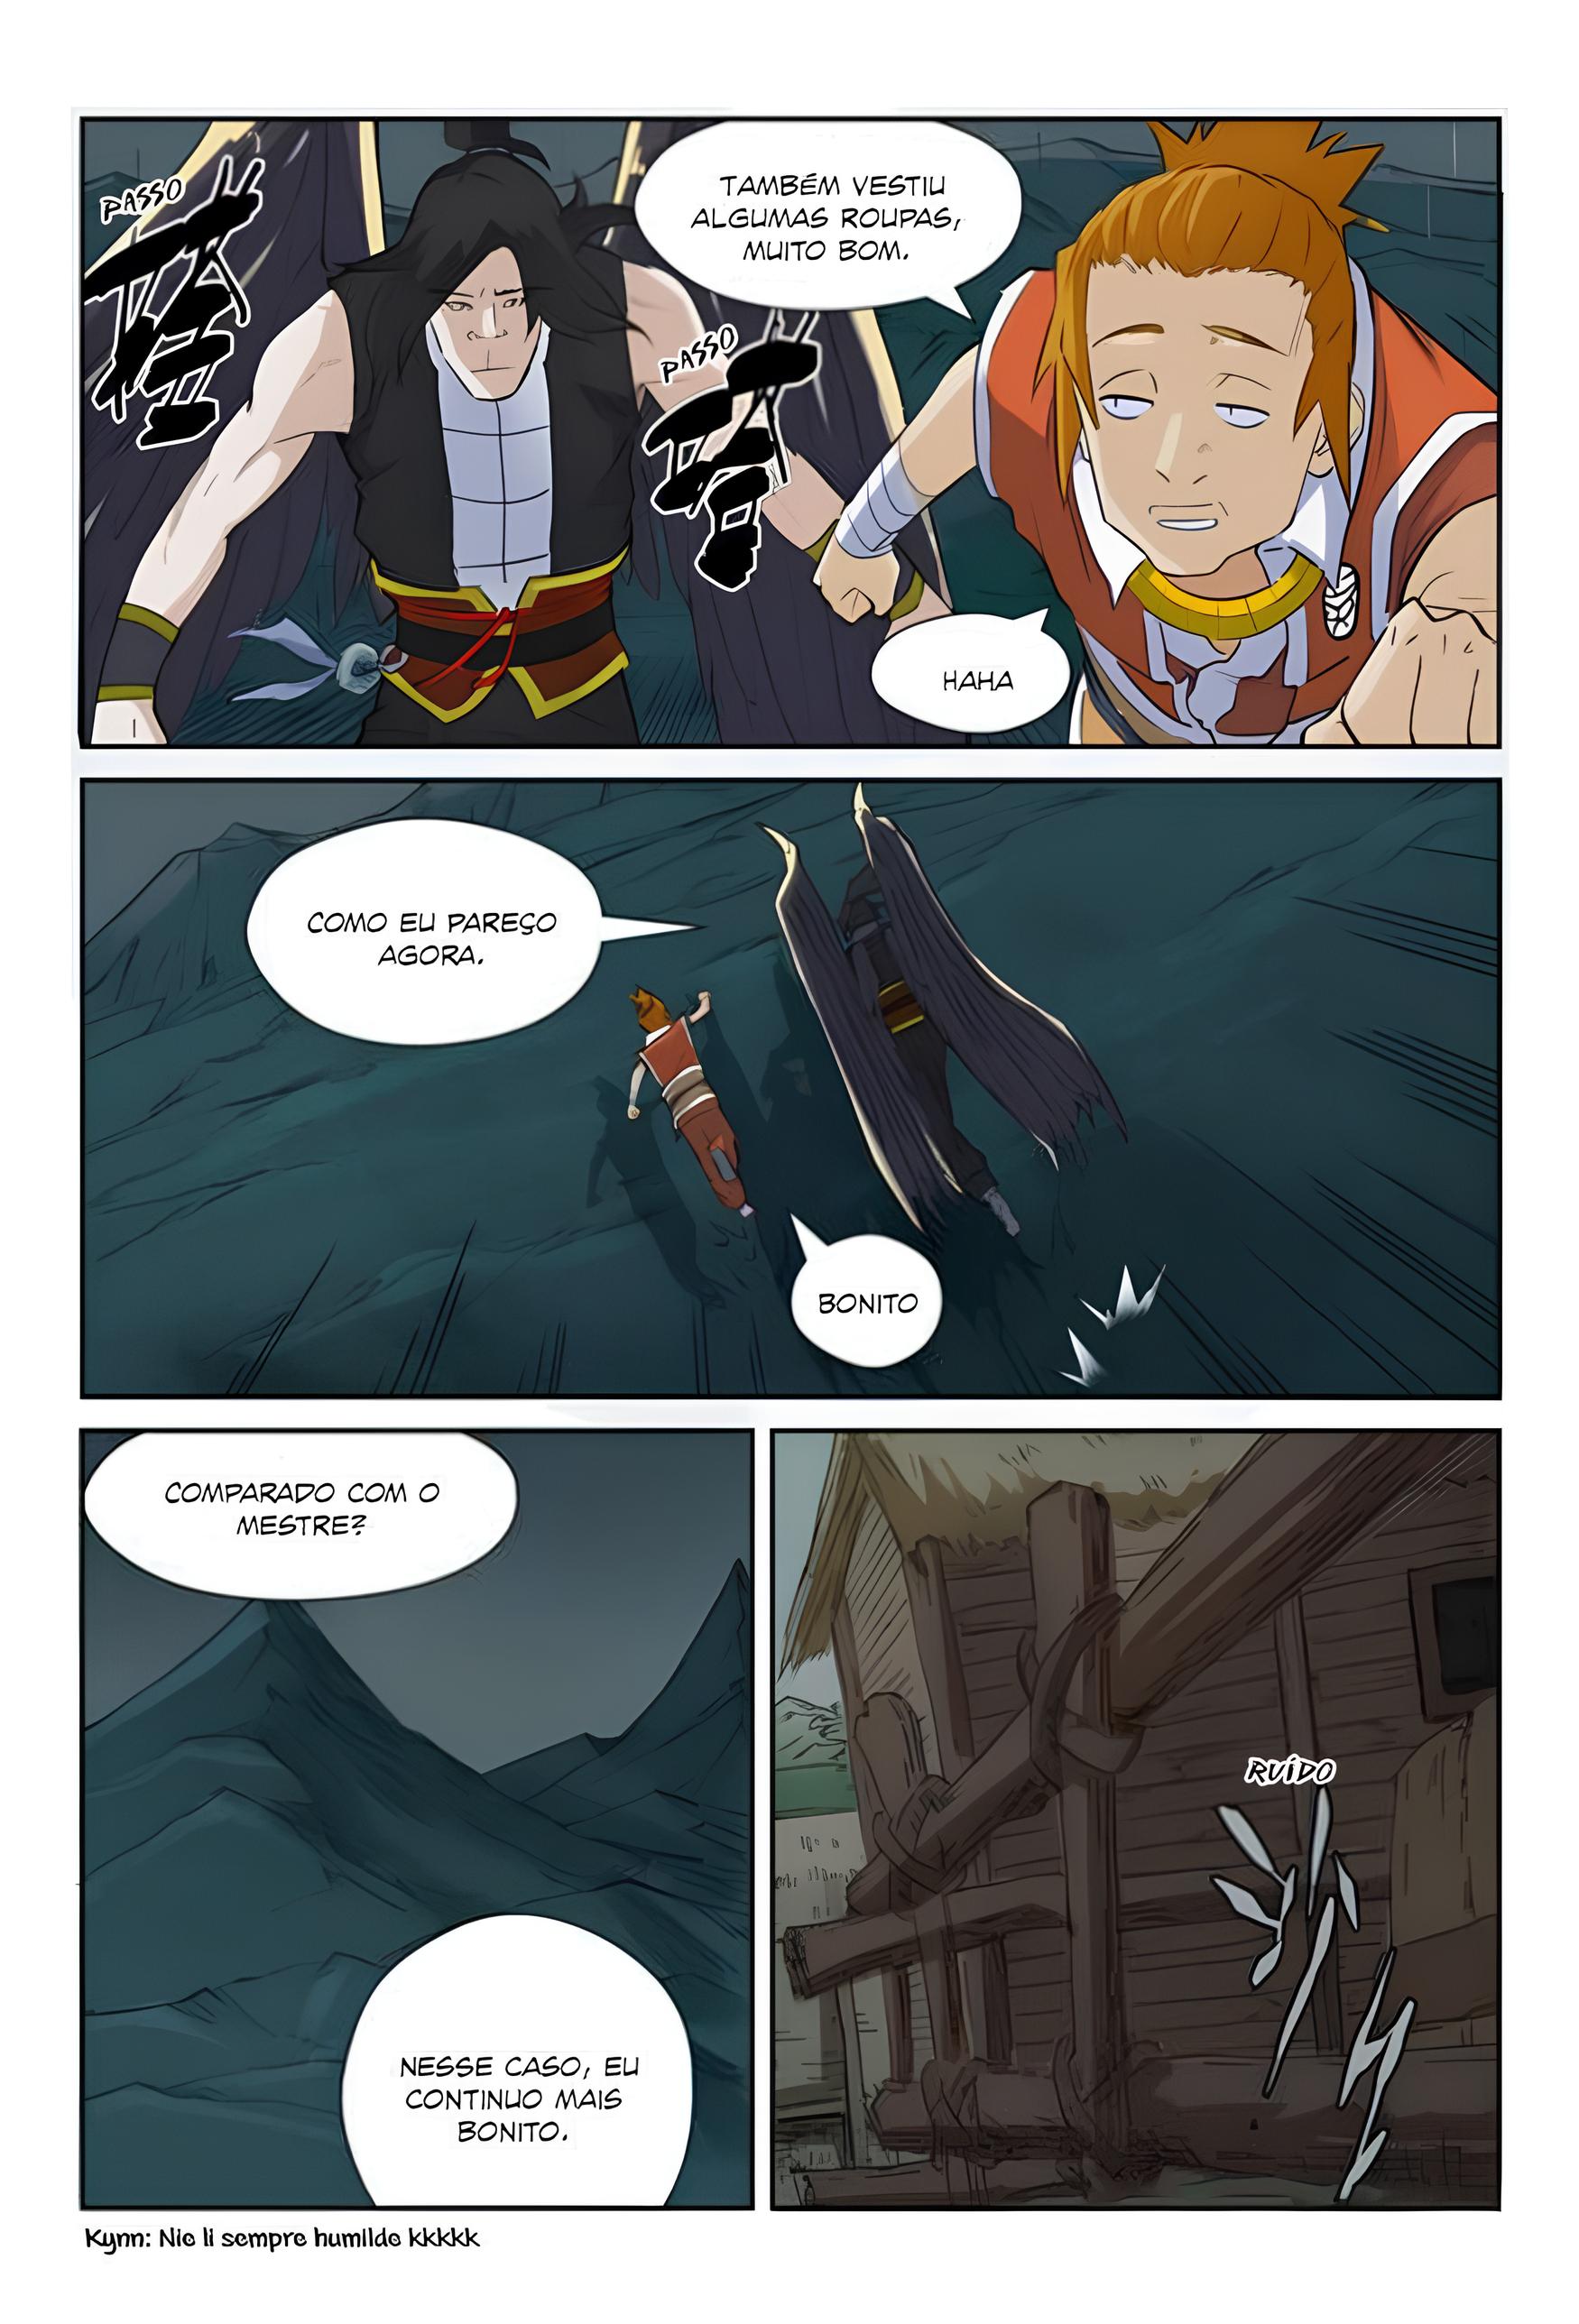 PASSO
TAMBÉM VESTIU
ALGUMAS ROUPAS,
MUITO BOM.
PASSO
HAHA
COMO EU PAREÇO
AGORA.
BONITO
COMPARADO COM O
MESTRE?
NESSE CASO, EU
CONTINUO MAIS
BONITO.
RUÍDO
Kynn: Nie li sempre humilde kkkkk